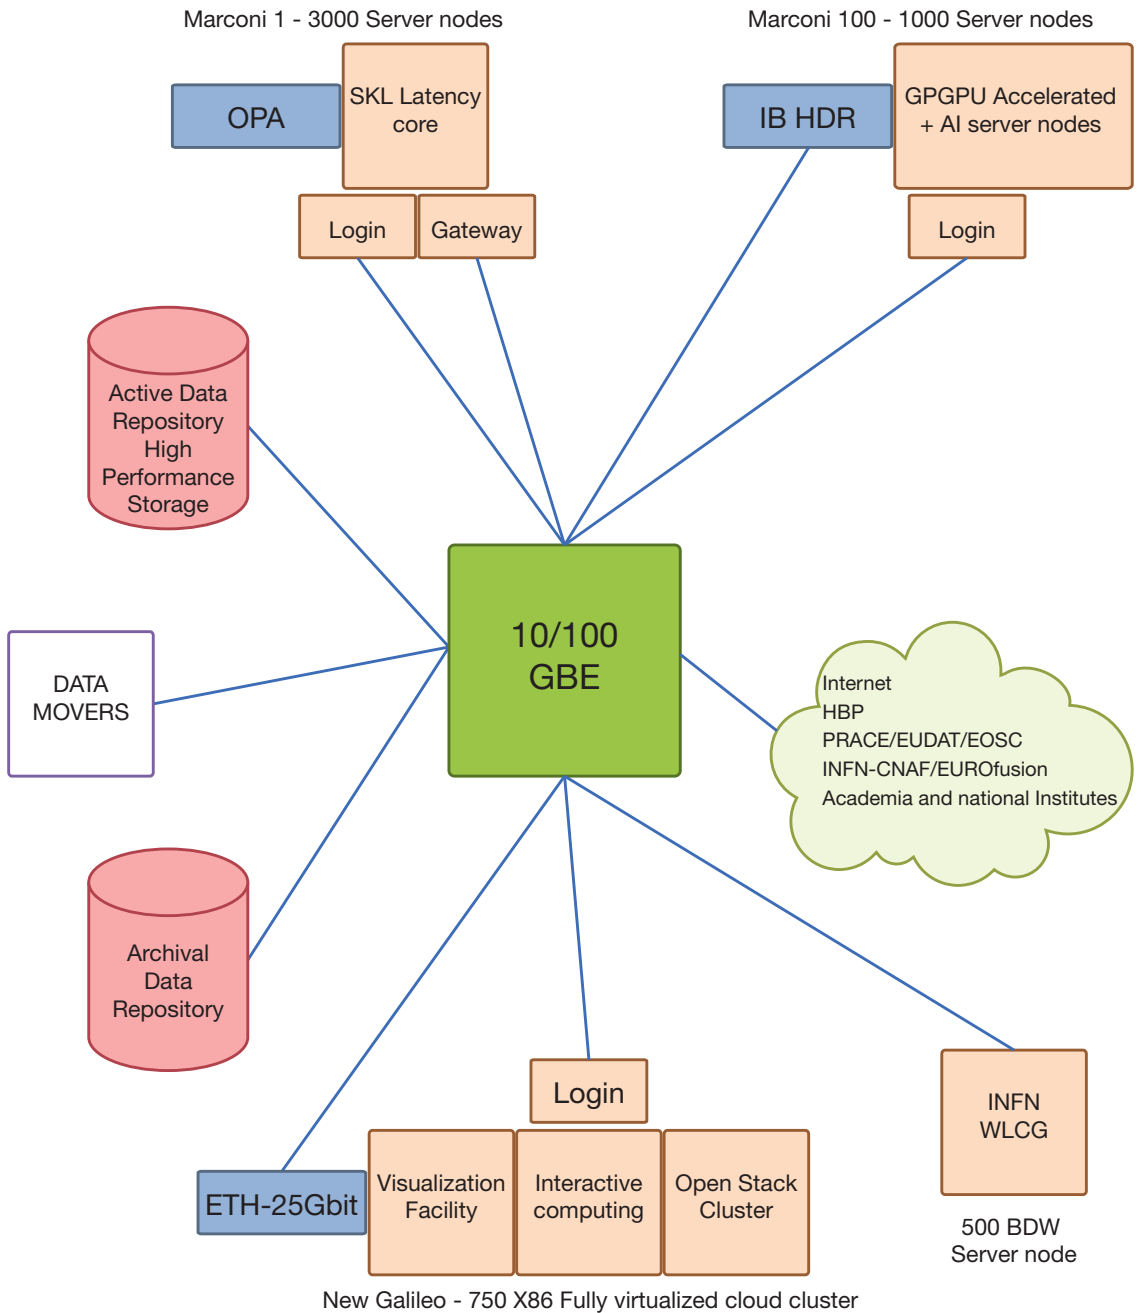 Marconi 1 - 3000 Server nodes
Marconi 100 - 1000 Server nodes
OPA
SKL Latency
core
Login
Gateway
IB HDR
GPGPU Accelerated
+ AI server nodes
Login
Active Data
Repository
High
Performance
Storage
10/100
GBE
DATA
MOVERS
Internet
HBP
PRACE/EUDAT/EOSC
INFN-CNAF/EUROfusion
Academia and national Institutes
Archival
Data
Repository
Login
ETH-25Gbit
Visualization
Facility
Interactive
computing
Open Stack
Cluster
INFN
WLCG
500 BDW
Server node
New Galileo - 750 X86 Fully virtualized cloud cluster